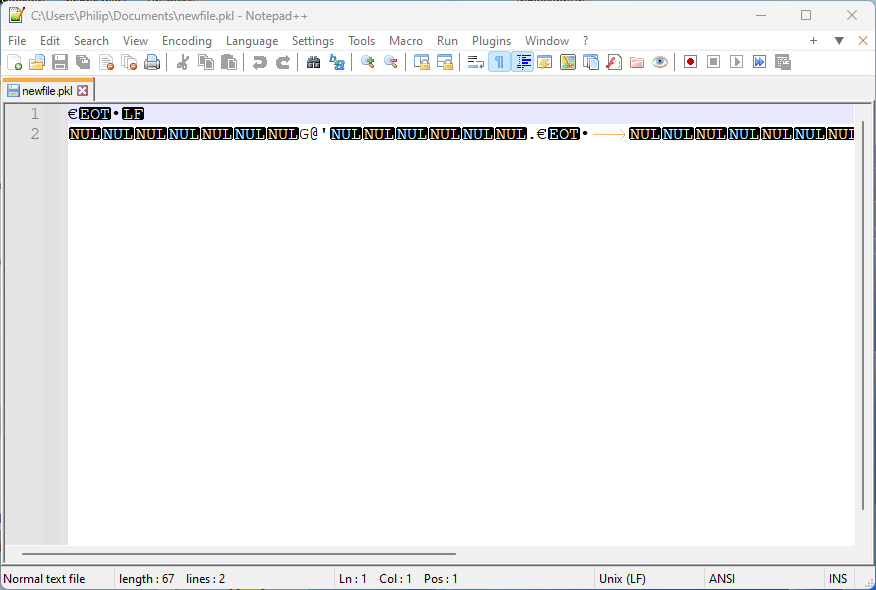 C:\Users\Philip\Documents\newfile.pkl - Notepad++
File Edit Search View Encoding Language Settings Tools Macro Run Plugins Window ? + ▼ X
newfile.pkl
1 €EOT•LF
2 NULNULNULNULNULNULNULG@'NULNULNULNULNULNUL.€EOT•→NULNULNULNULNULNULNUL
Normal text file length : 67 lines : 2 Ln : 1 Col : 1 Pos : 1 Unix (LF) ANSI INS